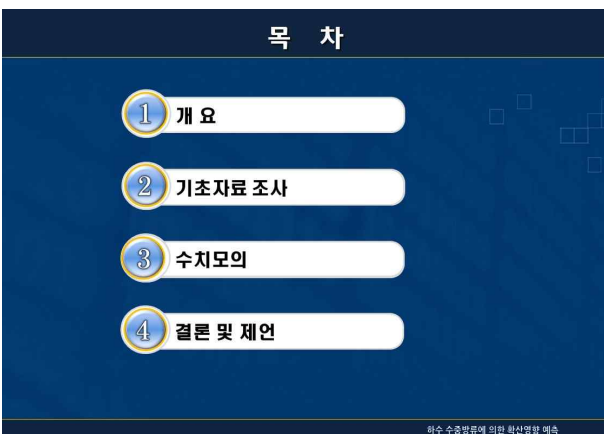 목 차
1 개 요
2 기초자료 조사
3 수치모의
4 결론 및 제언
하수 수중방류에 의한 확산영향 예측